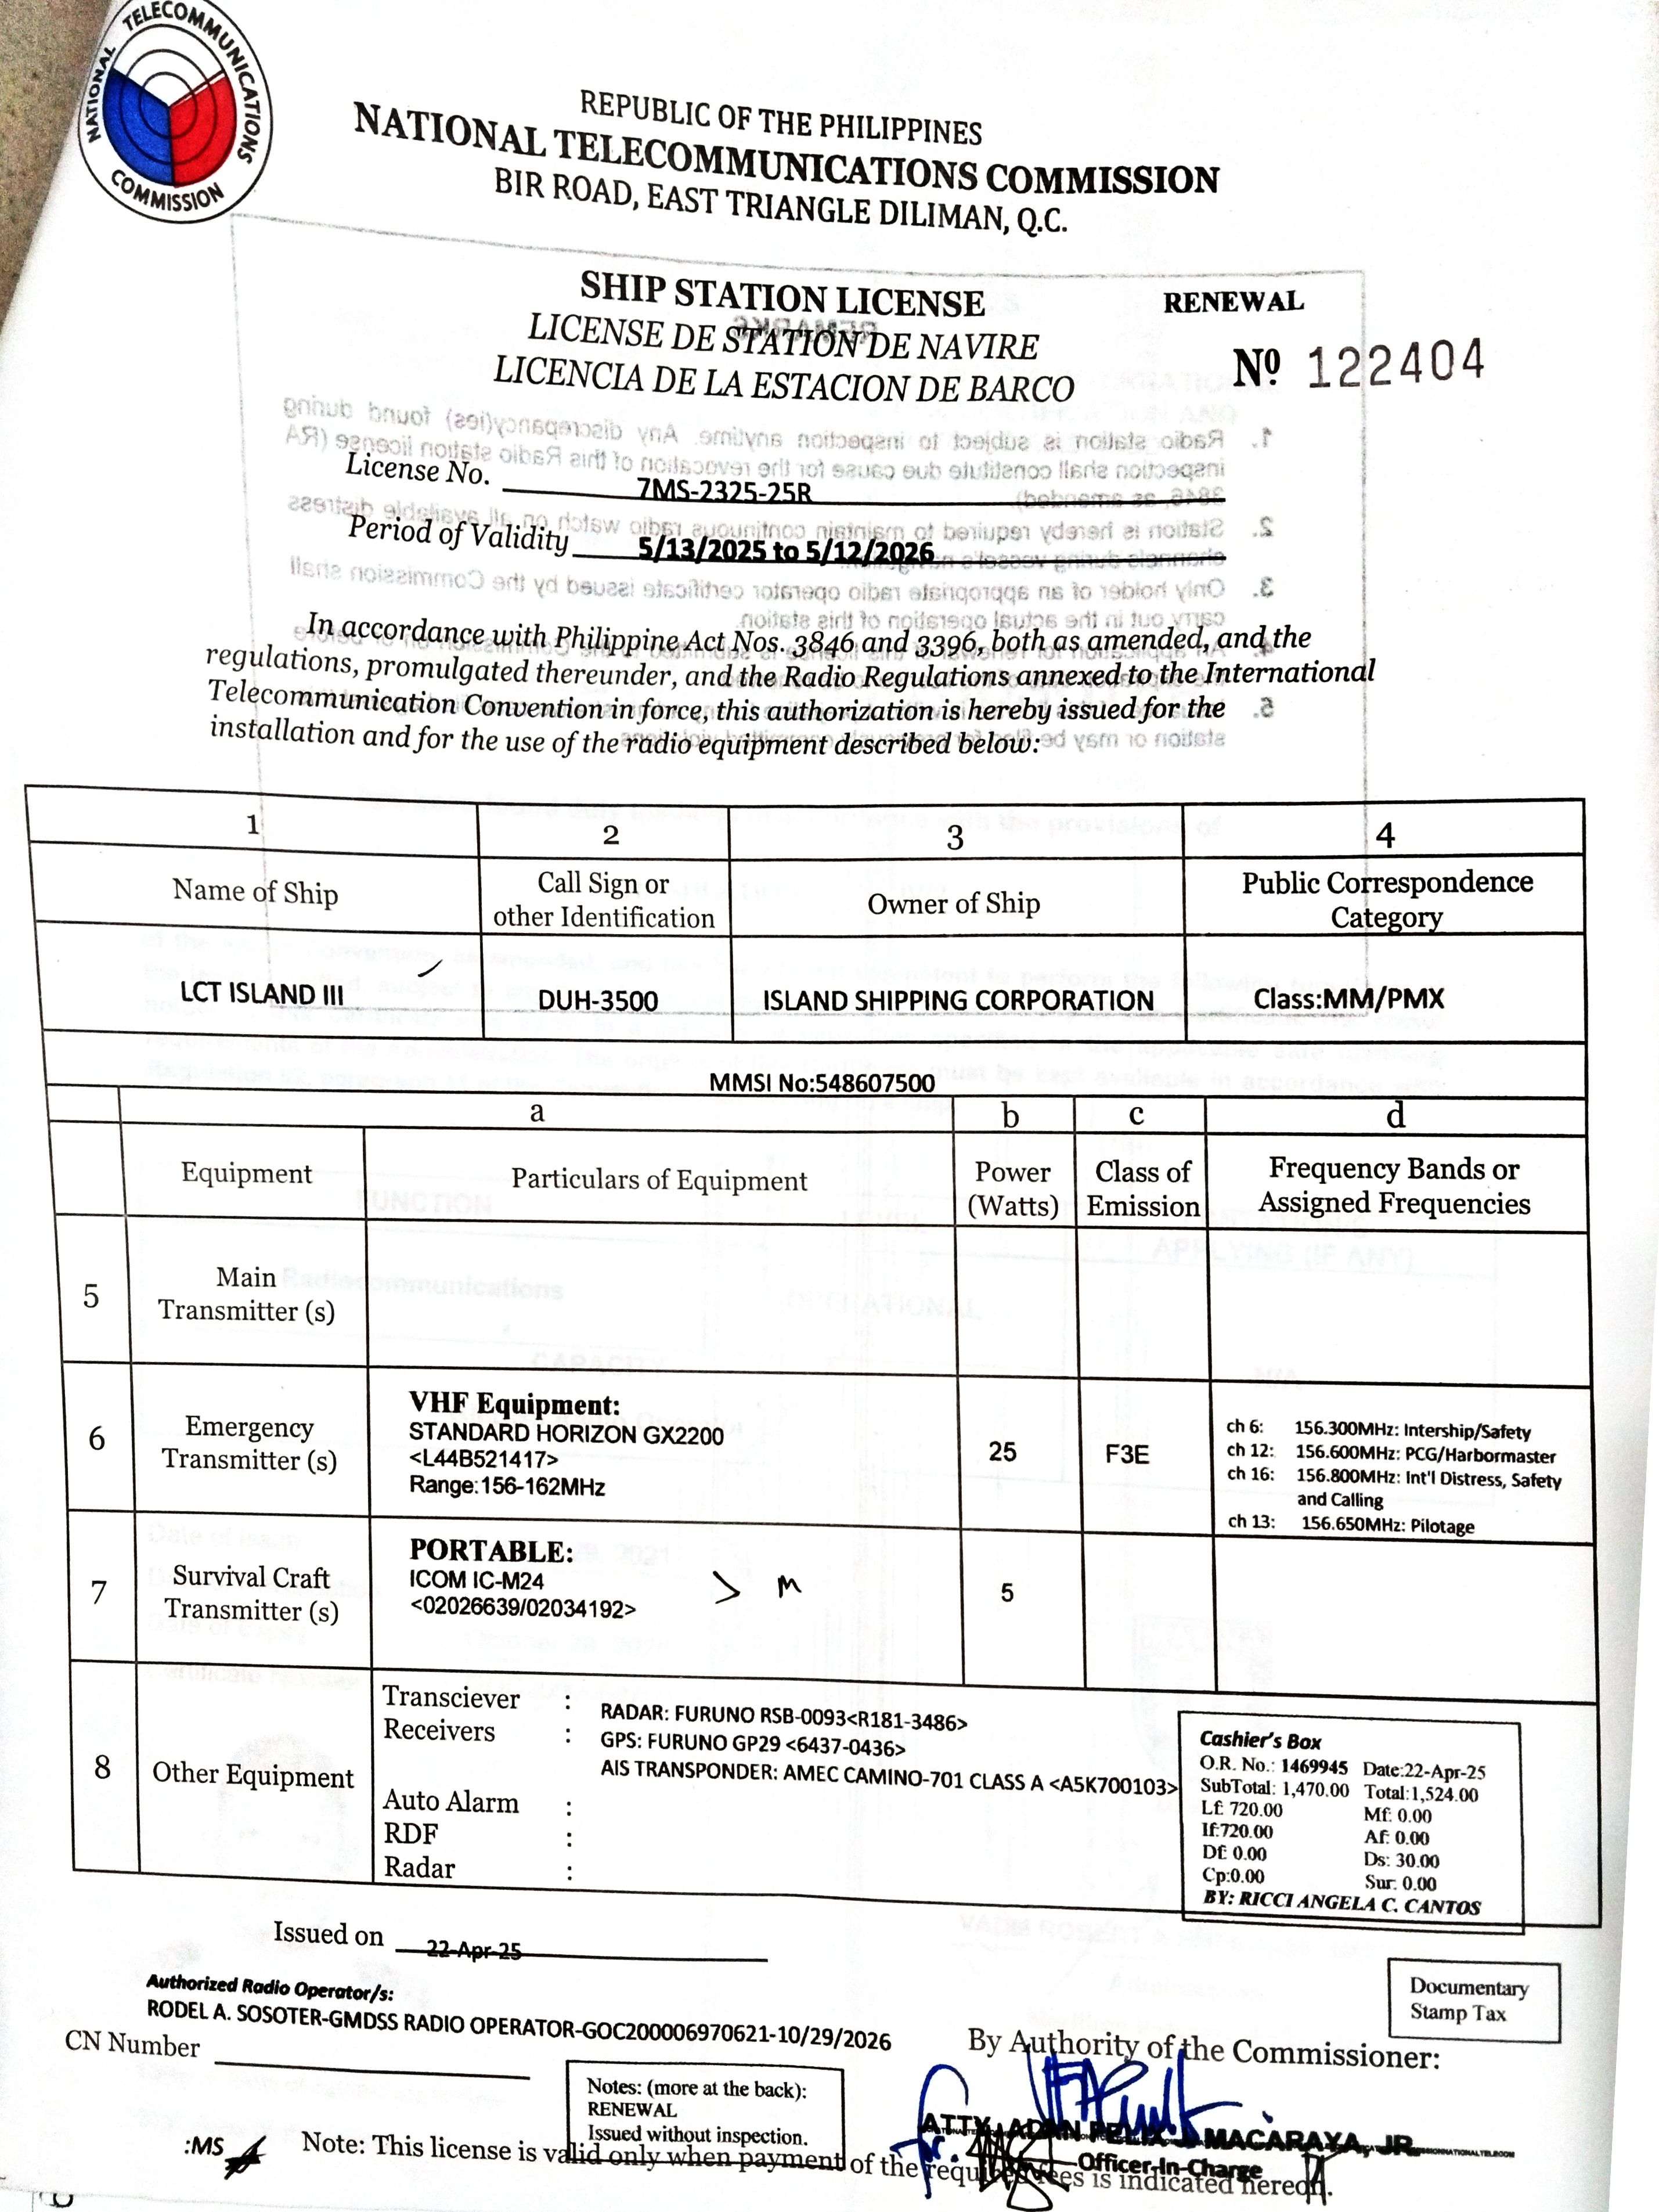 NATIONAL TELECOMMUNICATIONS COMMISSION
REPUBLIC OF THE PHILIPPINES
NATIONAL TELECOMMUNICATIONS COMMISSION
BIR ROAD, EAST TRIANGLE DILIMAN, Q.C.
SHIP STATION LICENSE
RENEWAL
LICENSE DE STATION DE NAVIRE
LICENCIA DE LA ESTACION DE BARCO
Nº 122404
License No. 7MS-2325-25R
Period of Validity 5/13/2025 to 5/12/2026
In accordance with Philippine Act Nos. 3846 and 3396, both as amended, and the
regulations, promulgated thereunder, and the Radio Regulations annexed to the International
Telecommunication Convention in force, this authorization is hereby issued for the
installation and for the use of the radio equipment described below:
1 2 3 4
Name of Ship
Call Sign or
other Identification
Owner of Ship
Public Correspondence
Category
LCT ISLAND III
DUH-3500
ISLAND SHIPPING CORPORATION
Class:MM/PMX
MMSI No:548607500
a b c d
Equipment
Particulars of Equipment
Power
(Watts)
Class of
Emission
Frequency Bands or
Assigned Frequencies
5
Main
Transmitter (s)
6
Emergency
Transmitter (s)
VHF Equipment:
STANDARD HORIZON GX2200
<L44B521417>
Range:156-162MHz
25
F3E
ch 6: 156.300MHz: Intership/Safety
ch 12: 156.600MHz: PCG/Harbormaster
ch 16: 156.800MHz: Int'l Distress, Safety
and Calling
ch 13: 156.650MHz: Pilotage
7
Survival Craft
Transmitter (s)
PORTABLE:
ICOM IC-M24
<02026639/02034192>
5
8
Other Equipment
Transciever :
Receivers :
RADAR: FURUNO RSB-0093<R181-3486>
GPS: FURUNO GP29 <6437-0436>
AIS TRANSPONDER: AMEC CAMINO-701 CLASS A <A5K700103>
Auto Alarm :
RDF :
Radar :
Cashier's Box
O.R. No.: 1469945 Date:22-Apr-25
SubTotal: 1,470.00 Total:1,524.00
Lf: 720.00 Mf: 0.00
If:720.00 Af: 0.00
Df: 0.00 Ds: 30.00
Cp:0.00 Sur: 0.00
BY: RICCI ANGELA C. CANTOS
Issued on 22-Apr-25
Authorized Radio Operator/s:
RODEL A. SOSOTER-GMDSS RADIO OPERATOR-GOC200006970621-10/29/2026
CN Number
Documentary
Stamp Tax
By Authority of the Commissioner:
Notes: (more at the back):
RENEWAL
Issued without inspection.
ATTY. MACARAYA, JR.
Officer-In-Charge
:MS
Note: This license is valid only when payment of the required fees is indicated hereon.